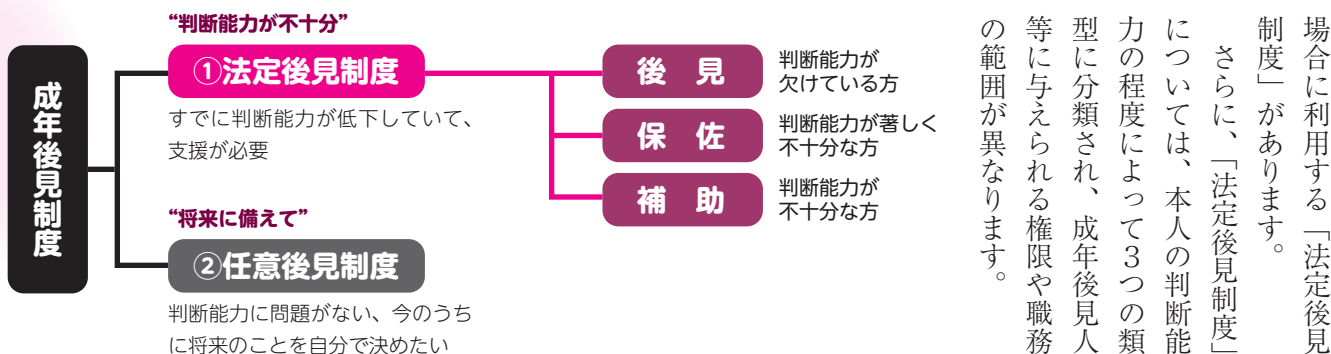 成年後見制度
“判断能力が不十分”
①法定後見制度
すでに判断能力が低下していて、
支援が必要
後 見
判断能力が
欠けている方
保 佐
判断能力が著しく
不十分な方
補 助
判断能力が
不十分な方
“将来に備えて”
②任意後見制度
判断能力に問題がない、今のうち
に将来のことを自分で決めたい
場合に利用する「法定後見
制度」があります。
さらに、「法定後見制度」
については、本人の判断能
力の程度によって３つの類
型に分類され、成年後見人
等に与えられる権限や職務
の範囲が異なります。